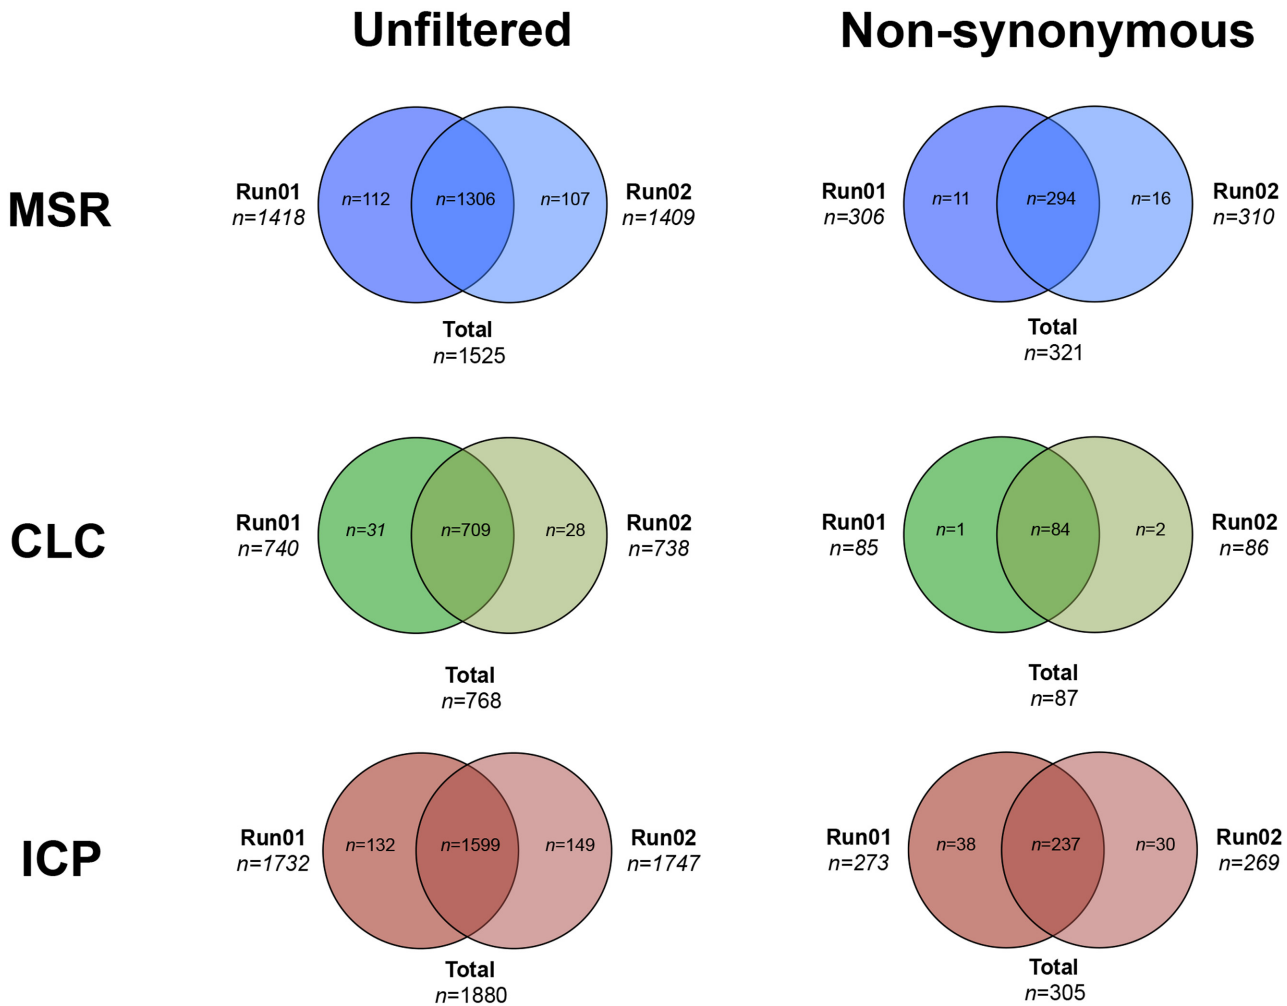 Unfiltered
Non-synonymous
MSR
Run01
n=1418
n=112
n=1306
n=107
Run02
n=1409
Total
n=1525
Run01
n=306
n=11
n=294
n=16
Run02
n=310
Total
n=321
CLC
Run01
n=740
n=31
n=709
n=28
Run02
n=738
Total
n=768
Run01
n=85
n=1
n=84
n=2
Run02
n=86
Total
n=87
ICP
Run01
n=1732
n=132
n=1599
n=149
Run02
n=1747
Total
n=1880
Run01
n=273
n=38
n=237
n=30
Run02
n=269
Total
n=305